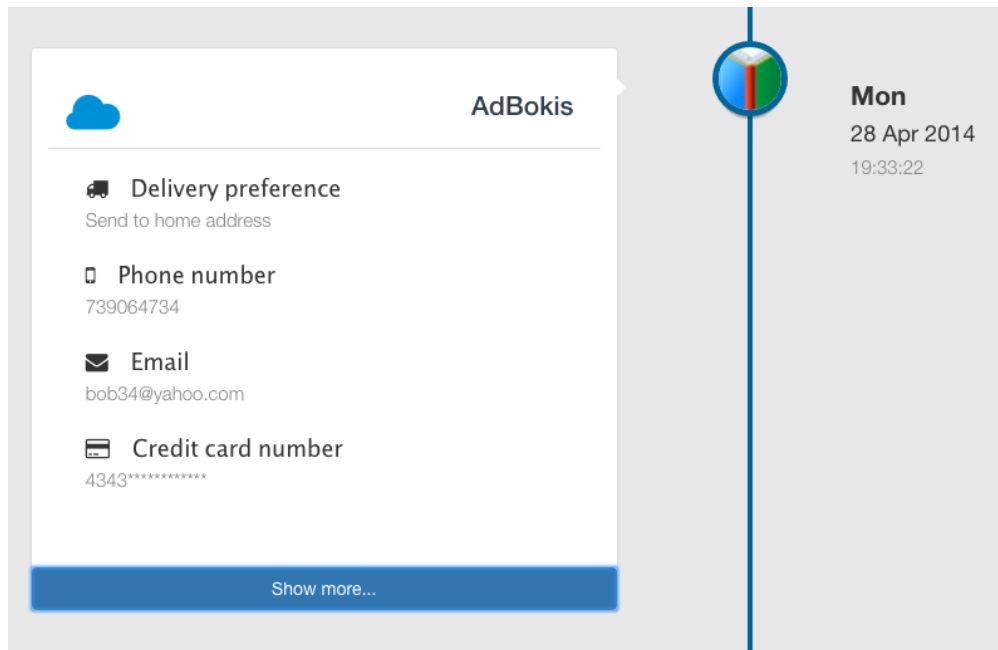 AdBokis
Delivery preference
Send to home address
Phone number
739064734
Email
bob34@yahoo.com
Credit card number
4343************
Show more...
Mon
28 Apr 2014
19:33:22